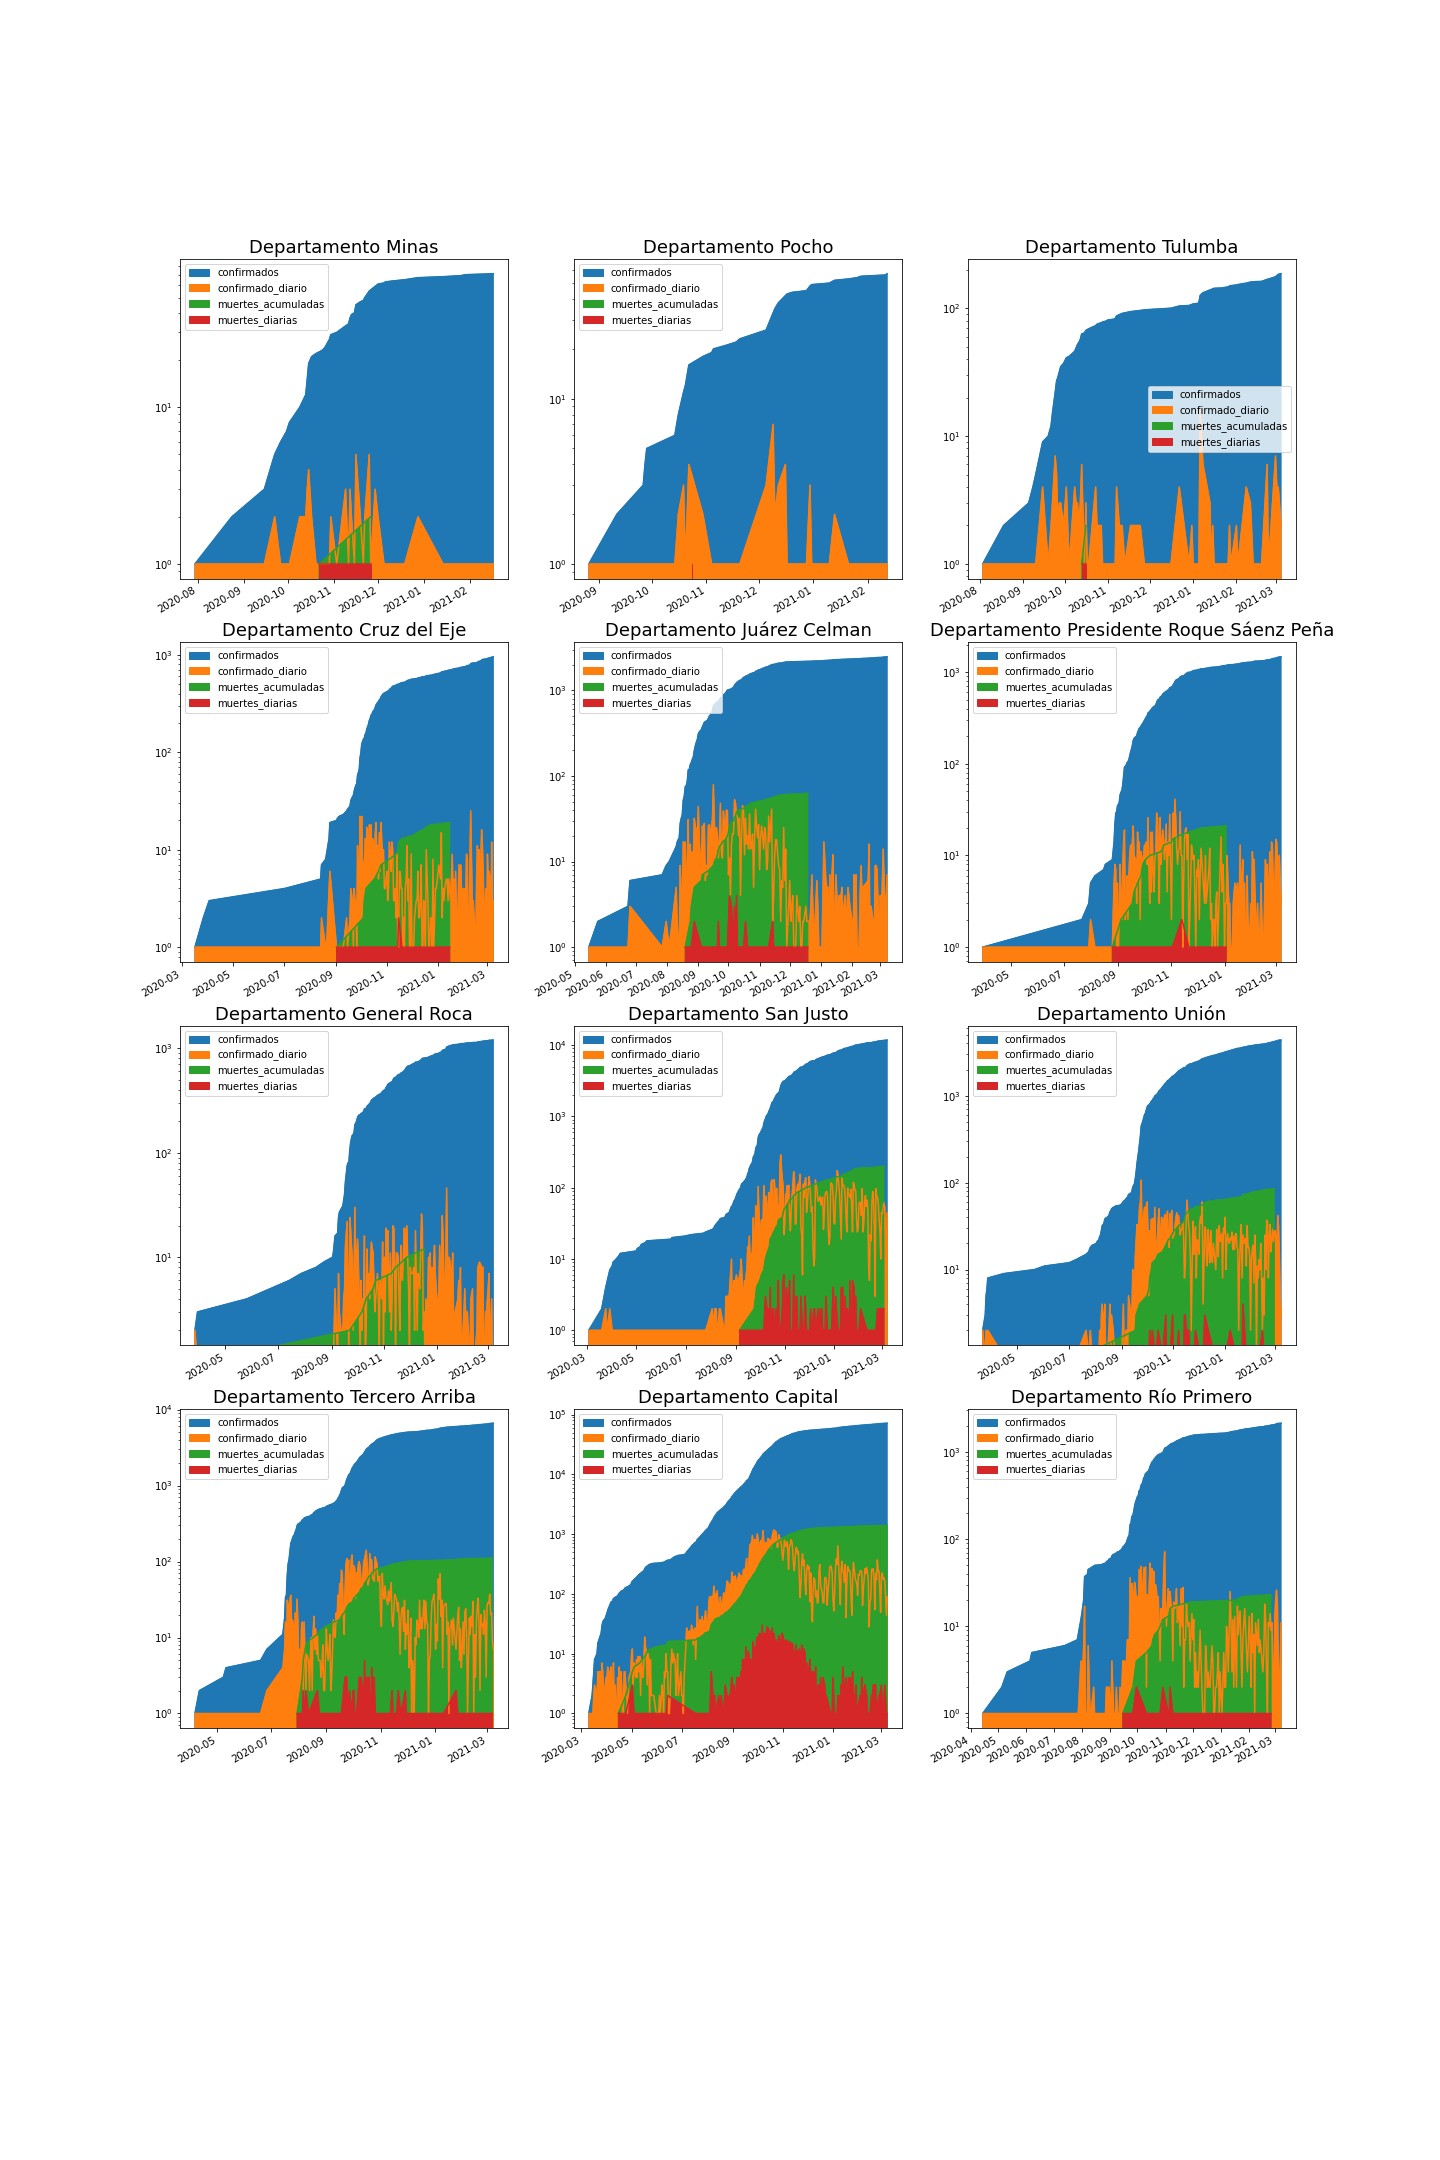 Departamento Minas
confirmados
confirmado_diario
muertes_acumuladas
muertes_diarias
10¹
10⁰
2020-08
2020-09
2020-10
2020-11
2020-12
2021-01
2021-02
Departamento Pocho
confirmados
confirmado_diario
muertes_acumuladas
muertes_diarias
10¹
10⁰
2020-09
2020-10
2020-11
2020-12
2021-01
2021-02
Departamento Tulumba
10²
confirmados
confirmado_diario
muertes_acumuladas
muertes_diarias
10¹
10⁰
2020-08
2020-09
2020-10
2020-11
2020-12
2021-01
2021-02
2021-03
Departamento Cruz del Eje
confirmados
confirmado_diario
muertes_acumuladas
muertes_diarias
10³
10²
10¹
10⁰
2020-03
2020-05
2020-07
2020-09
2020-11
2021-01
2021-03
Departamento Juárez Celman
confirmados
confirmado_diario
muertes_acumuladas
muertes_diarias
10³
10²
10¹
10⁰
2020-05
2020-06
2020-07
2020-08
2020-09
2020-10
2020-11
2020-12
2021-01
2021-02
2021-03
Departamento Presidente Roque Sáenz Peña
confirmados
confirmado_diario
muertes_acumuladas
muertes_diarias
10³
10²
10¹
10⁰
2020-05
2020-07
2020-09
2020-11
2021-01
2021-03
Departamento General Roca
confirmados
confirmado_diario
muertes_acumuladas
muertes_diarias
10³
10²
10¹
2020-05
2020-07
2020-09
2020-11
2021-01
2021-03
Departamento San Justo
confirmados
confirmado_diario
muertes_acumuladas
muertes_diarias
10⁴
10³
10²
10¹
10⁰
2020-03
2020-05
2020-07
2020-09
2020-11
2021-01
2021-03
Departamento Unión
confirmados
confirmado_diario
muertes_acumuladas
muertes_diarias
10³
10²
10¹
2020-05
2020-07
2020-09
2020-11
2021-01
2021-03
Departamento Tercero Arriba
confirmados
confirmado_diario
muertes_acumuladas
muertes_diarias
10⁴
10³
10²
10¹
10⁰
2020-05
2020-07
2020-09
2020-11
2021-01
2021-03
Departamento Capital
confirmados
confirmado_diario
muertes_acumuladas
muertes_diarias
10⁵
10⁴
10³
10²
10¹
10⁰
2020-03
2020-05
2020-07
2020-09
2020-11
2021-01
2021-03
Departamento Río Primero
confirmados
confirmado_diario
muertes_acumuladas
muertes_diarias
10³
10²
10¹
10⁰
2020-04
2020-05
2020-06
2020-07
2020-08
2020-09
2020-10
2020-11
2020-12
2021-01
2021-02
2021-03